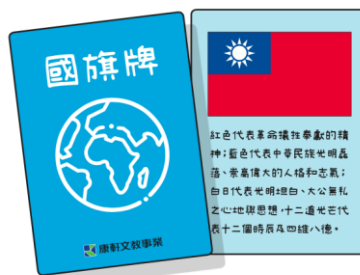 國旗牌
康軒文教事業
紅色代表革命犧牲奉獻的精
神；藍色代表中華民族光明磊
落、崇高偉大的人格和志氣；
白日代表光明坦白、大公無私
之心地與思想，十二道光芒代
表十二個時辰及四維八德。